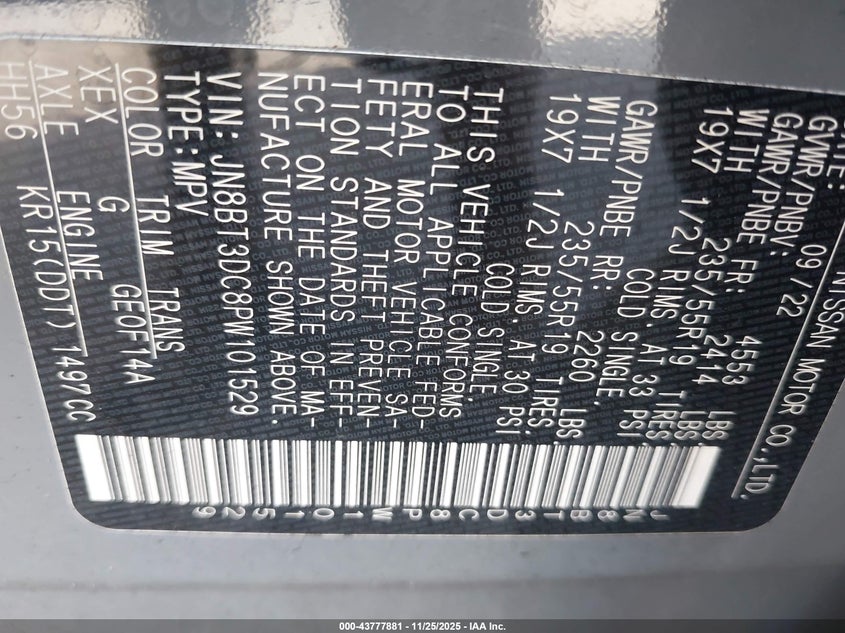 NISSAN MOTOR CO.,LTD.
09/22
GVWR/PNBV: 4553 LBS
GAWR/PNBE FR: 2414 LBS
WITH 235/55R19 TIRES,
19X7 1/2J RIMS, AT 33 PSI
COLD SINGLE.
GAWR/PNBE RR: 2260 LBS
WITH 235/55R19 TIRES,
19X7 1/2J RIMS, AT 30 PSI
COLD SINGLE.
THIS VEHICLE CONFORMS
TO ALL APPLICABLE FED-
ERAL MOTOR VEHICLE SA-
FETY AND THEFT PREVEN-
TION STANDARDS IN EFF-
ECT ON THE DATE OF MA-
NUFACTURE SHOWN ABOVE.
VIN: JN8BT3DC8PW101529
TYPE: MPV
COLOR TRIM TRANS
XEX G GE0F14A
AXLE ENGINE
HH56 KR15(DDT) 1497CC
JN8BT3DC8PW101529
000-43777881 | 11/25/2025 - IAA Inc.